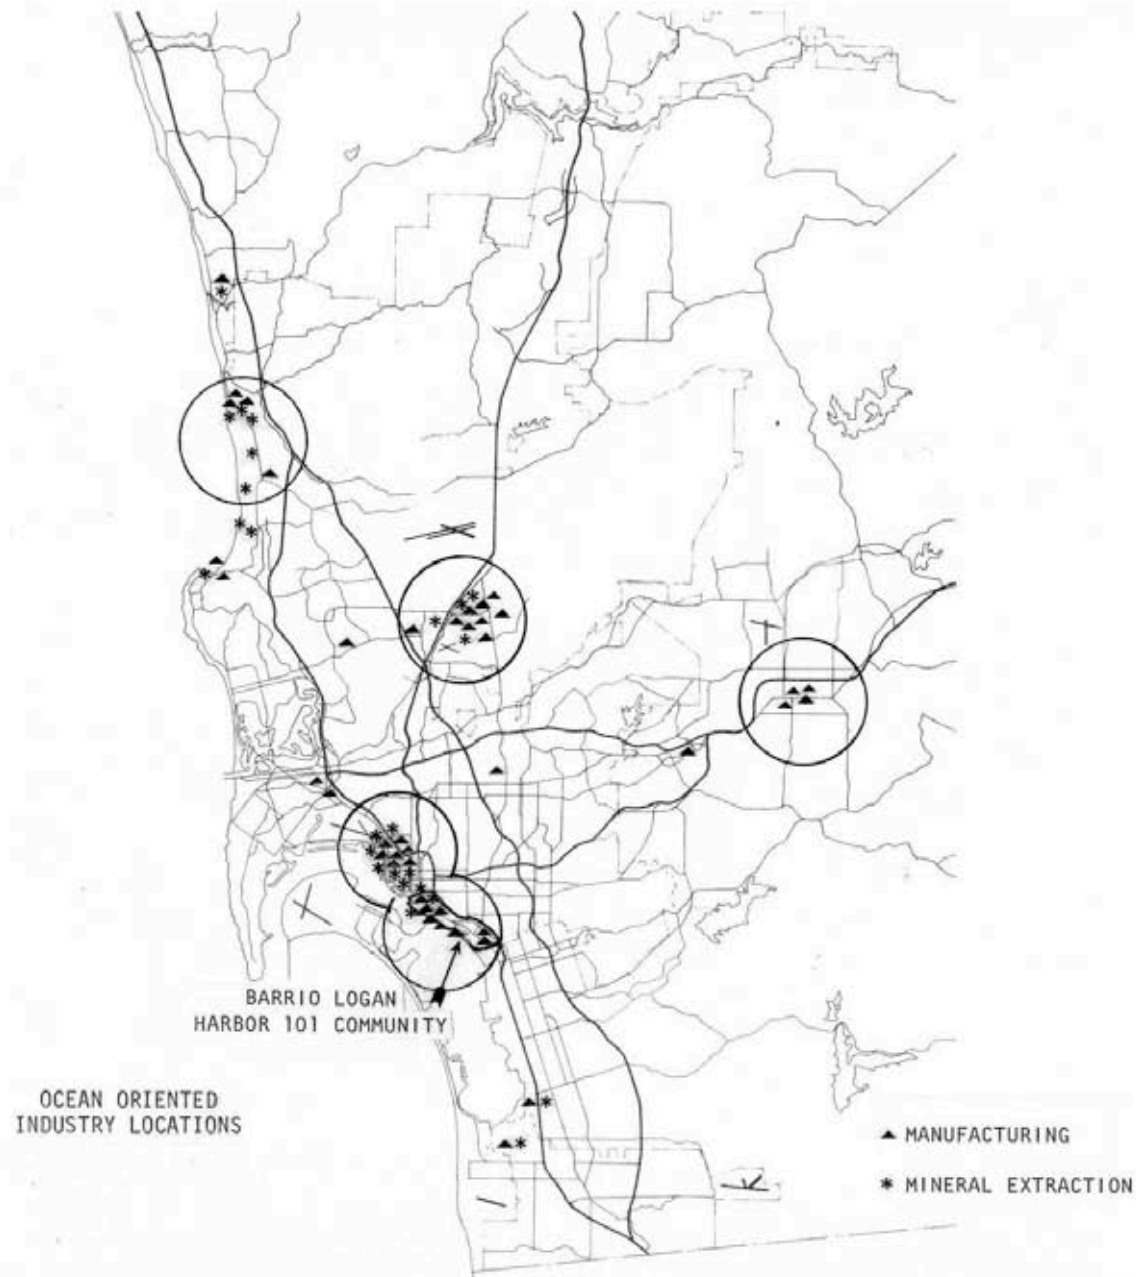 BARRIO LOGAN
HARBOR 101 COMMUNITY
OCEAN ORIENTED
INDUSTRY LOCATIONS
MANUFACTURING
* MINERAL EXTRACTION